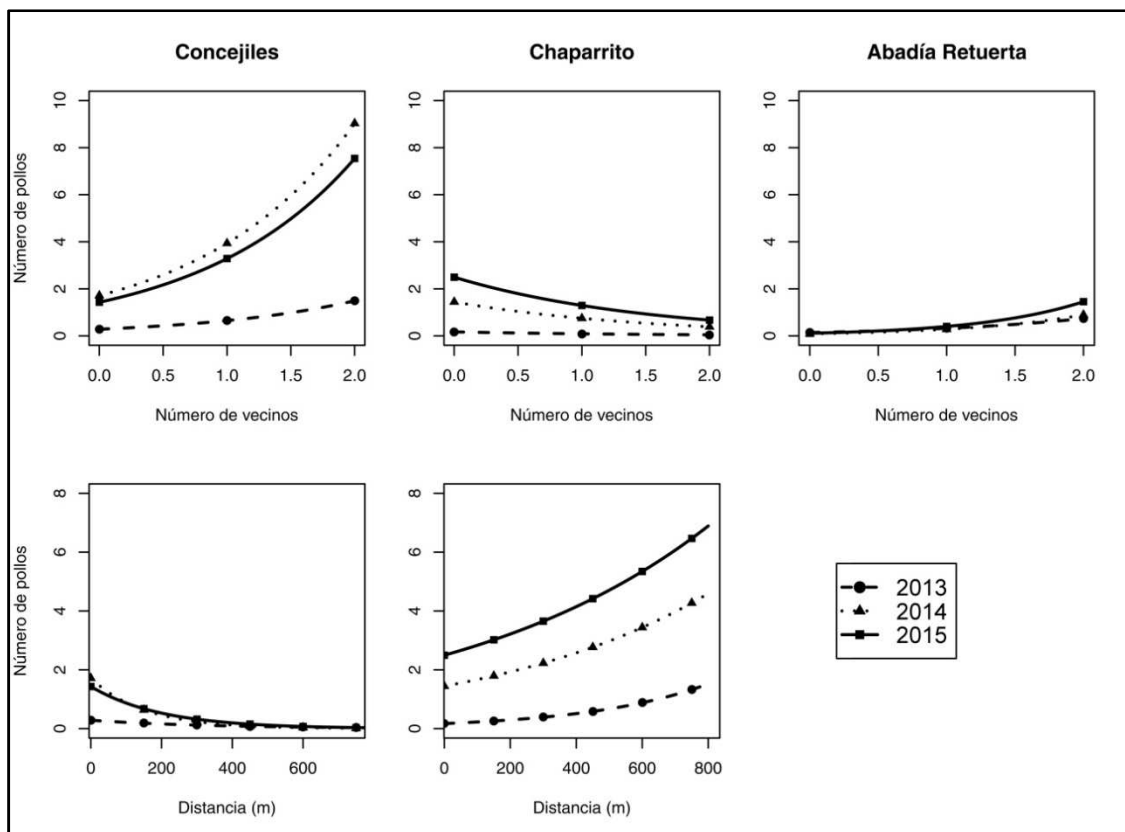 Concejiles
Chaparrito
Abadía Retuerta
Número de pollos
10
8
6
4
2
0
0.0 0.5 1.0 1.5 2.0
Número de vecinos
10
8
6
4
2
0
0.0 0.5 1.0 1.5 2.0
Número de vecinos
10
8
6
4
2
0
0.0 0.5 1.0 1.5 2.0
Número de vecinos
Número de pollos
8
6
4
2
0
0 200 400 600
Distancia (m)
8
6
4
2
0
0 200 400 600 800
Distancia (m)
2013
2014
2015